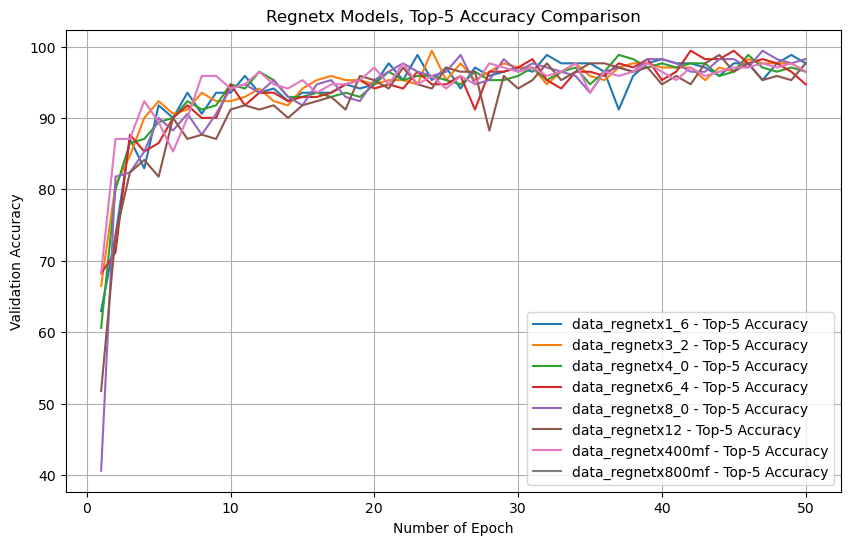 Regnetx Models, Top-5 Accuracy Comparison
Validation Accuracy
100
90
80
70
60
50
40
data_regnetx1_6 - Top-5 Accuracy
data_regnetx3_2 - Top-5 Accuracy
data_regnetx4_0 - Top-5 Accuracy
data_regnetx6_4 - Top-5 Accuracy
data_regnetx8_0 - Top-5 Accuracy
data_regnetx12 - Top-5 Accuracy
data_regnetx400mf - Top-5 Accuracy
data_regnetx800mf - Top-5 Accuracy
0 10 20 30 40 50
Number of Epoch